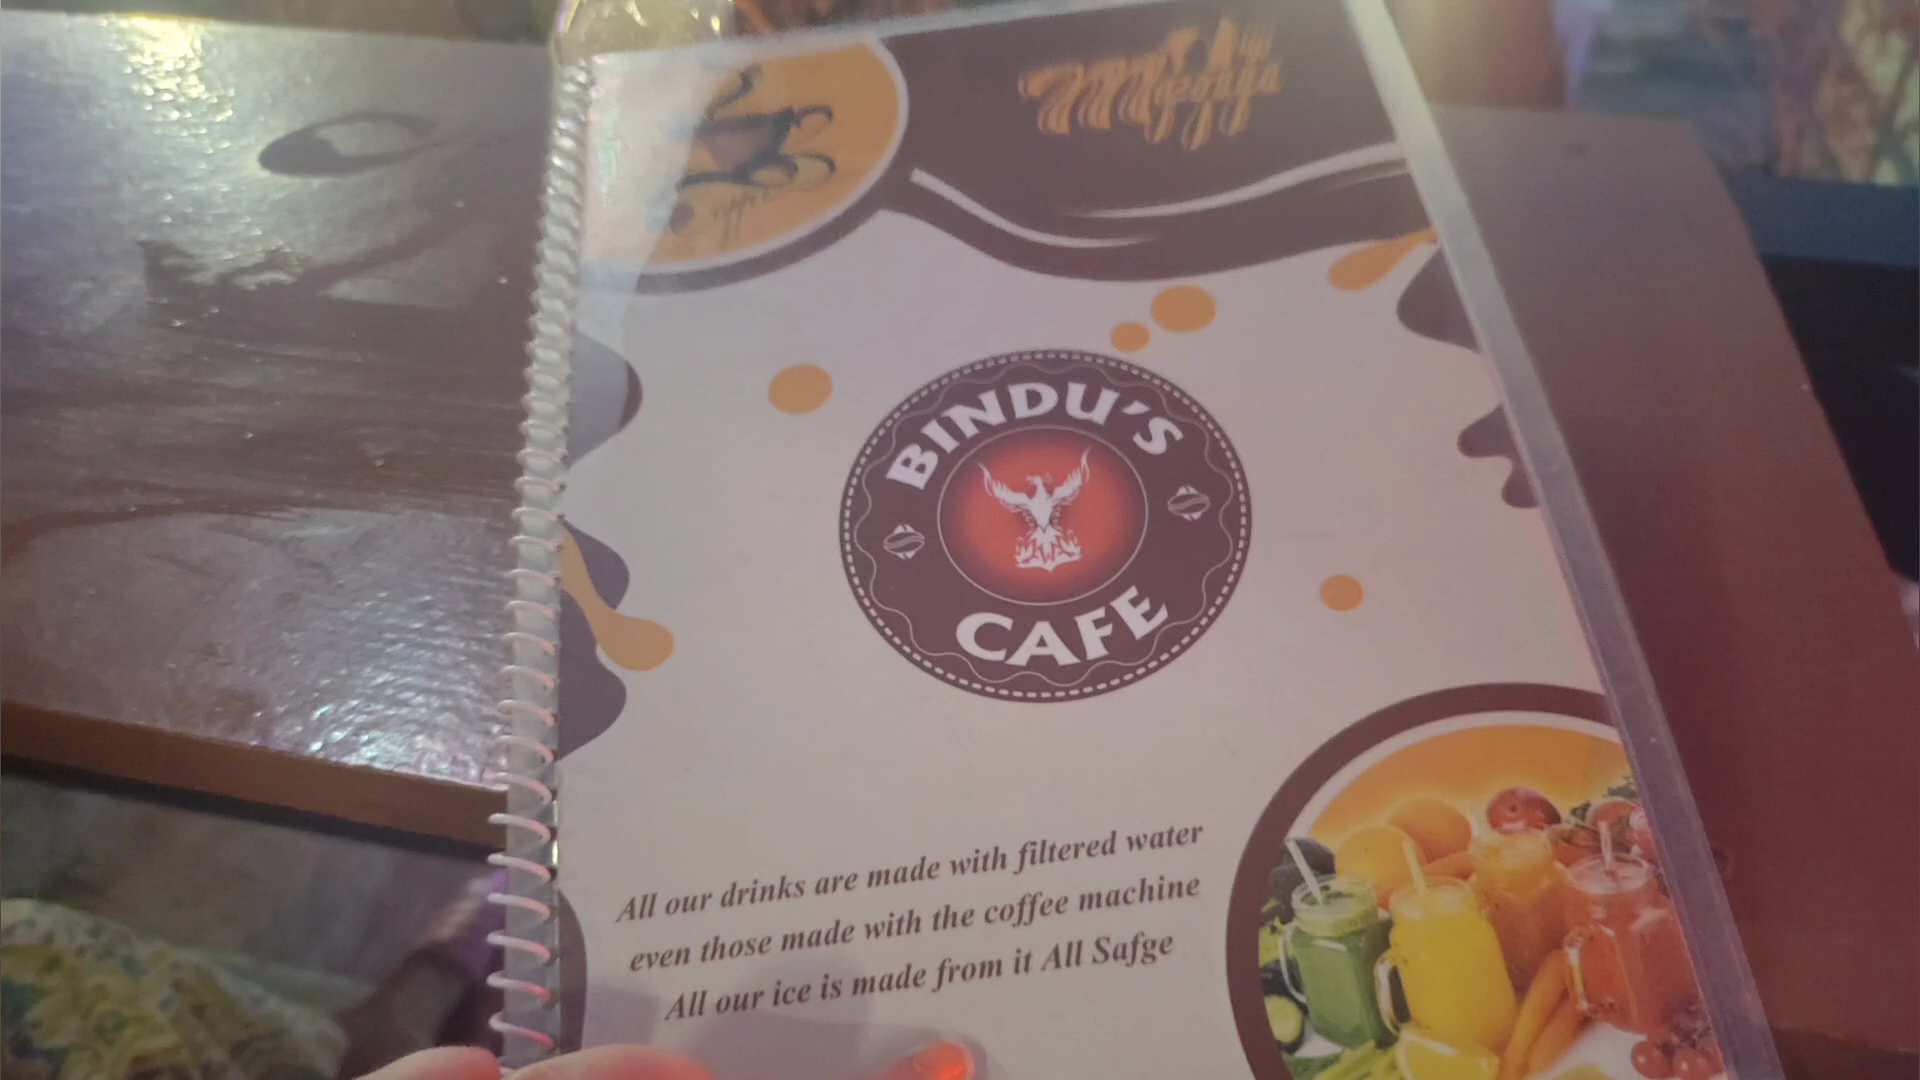 BINDU'S
CAFE
All our drinks are made with filtered water
even those made with the coffee machine
All our ice is made from it All Safge